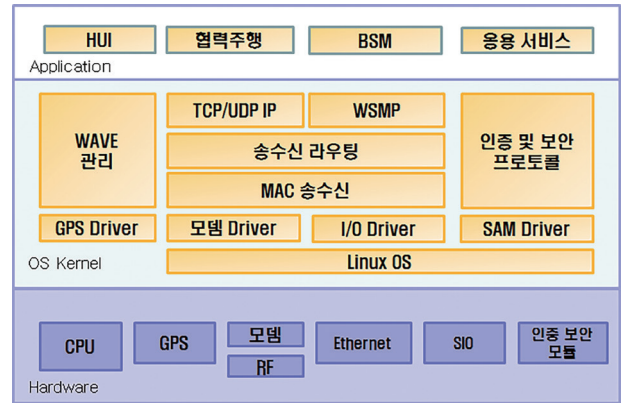 HUI
협력주행
BSM
응용 서비스
Application
WAVE
관리
TCP/UDP IP
WSMP
송수신 라우팅
MAC 송수신
인증 및 보안
프로토콜
GPS Driver
모뎀 Driver
I/O Driver
SAM Driver
OS Kernel
Linux OS
CPU
GPS
모뎀
RF
Ethernet
SIO
인증 보안
모듈
Hardware